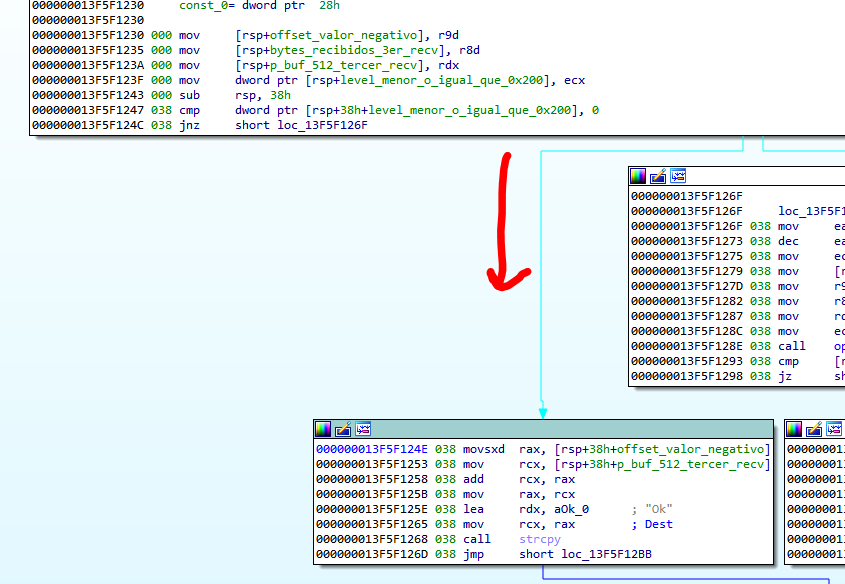 000000013F5F1230 const_0= dword ptr 28h
000000013F5F1230
000000013F5F1230 000 mov [rsp+offset_valor_negativo], r9d
000000013F5F1235 000 mov [rsp+bytes_recibidos_3er_recv], r8d
000000013F5F123A 000 mov [rsp+p_buf_512_tercer_recv], rdx
000000013F5F123F 000 mov dword ptr [rsp+level_menor_o_igual_que_0x200], ecx
000000013F5F1243 000 sub rsp, 38h
000000013F5F1247 038 cmp dword ptr [rsp+38h+level_menor_o_igual_que_0x200], 0
000000013F5F124C 038 jnz short loc_13F5F126F
000000013F5F126F
000000013F5F126F loc_13F5F1
000000013F5F126F 038 mov ea
000000013F5F1273 038 dec ea
000000013F5F1275 038 mov ec
000000013F5F1279 038 mov [r
000000013F5F127D 038 mov r9
000000013F5F1282 038 mov r8
000000013F5F1287 038 mov rd
000000013F5F128C 038 mov ec
000000013F5F128E 038 call op
000000013F5F1293 038 cmp [r
000000013F5F1298 038 jz sh
000000013F5F124E 038 movsxd rax, [rsp+38h+offset_valor_negativo]
000000013F5F1253 038 mov rcx, [rsp+38h+p_buf_512_tercer_recv]
000000013F5F1258 038 add rcx, rax
000000013F5F125B 038 mov rax, rcx
000000013F5F125E 038 lea rdx, aOk_0 ; "Ok"
000000013F5F1265 038 mov rcx, rax ; Dest
000000013F5F1268 038 call strcpy
000000013F5F126D 038 jmp short loc_13F5F12BB